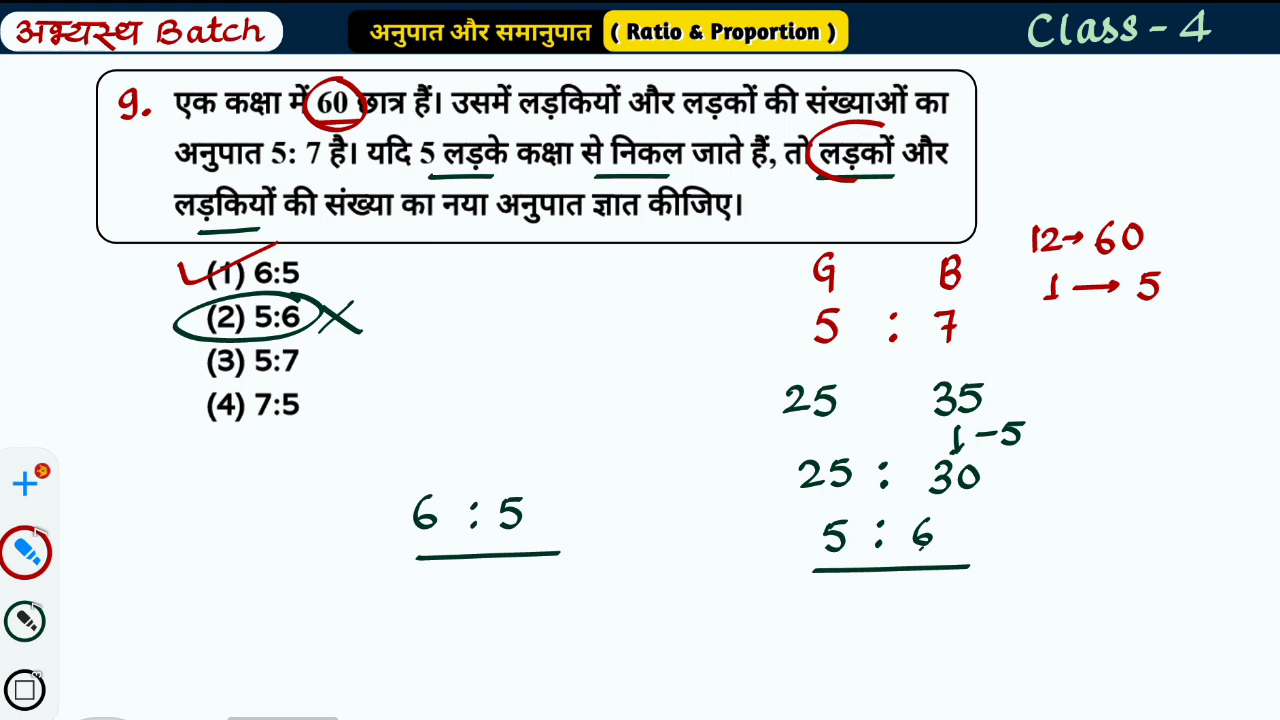 अभ्यस्थ Batch
अनुपात और समानुपात ( Ratio & Proportion )
Class - 4
9. एक कक्षा में 60 छात्र हैं। उसमें लड़कियों और लड़कों की संख्याओं का
अनुपात 5: 7 है। यदि 5 लड़के कक्षा से निकल जाते हैं, तो लड़कों और
लड़कियों की संख्या का नया अनुपात ज्ञात कीजिए।
(1) 6:5
(2) 5:6
(3) 5:7
(4) 7:5
12→ 60
1 → 5
G B
5 : 7
25 35
↓ -5
25 : 30
5 : 6
6 : 5